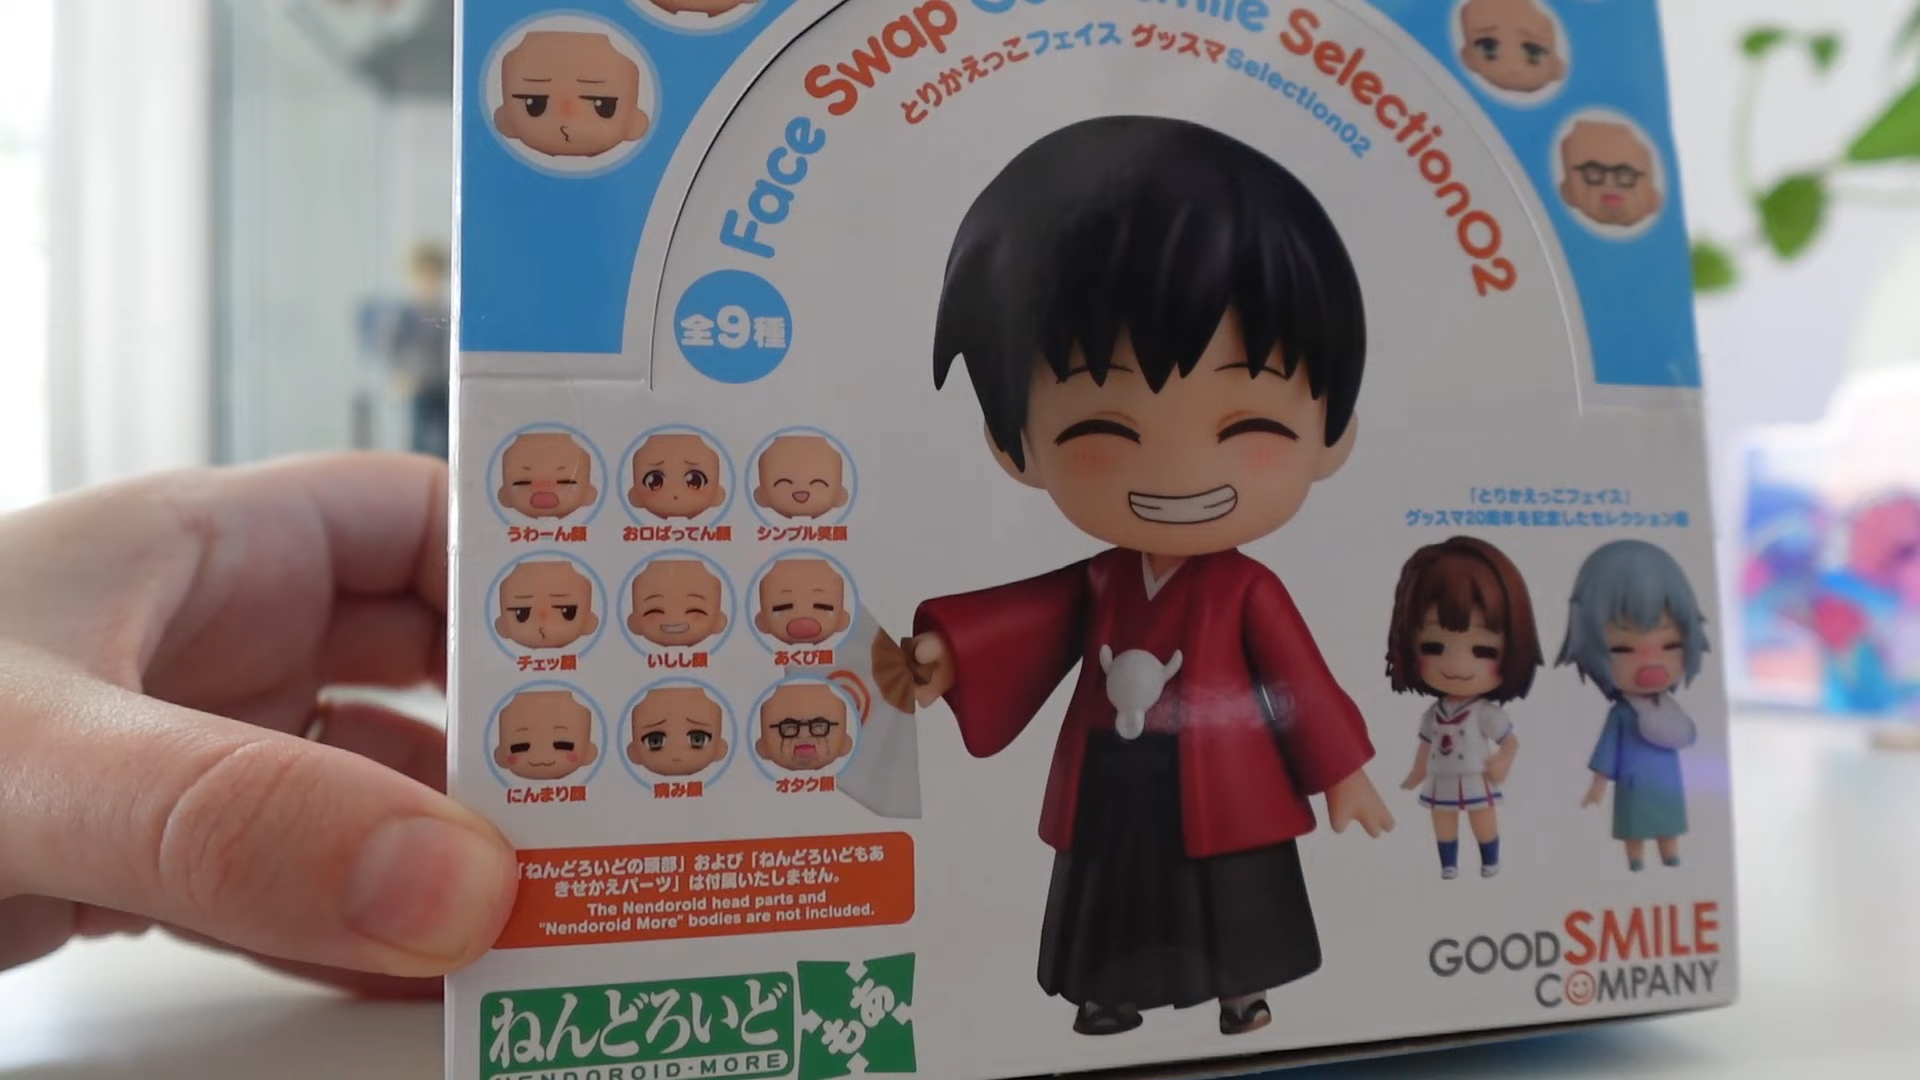 Face Swap Good Smile Selection02
とりかえっこフェイス グッスマSelection02
全9種
うわーん顔
お口ばってん顔
シンプル笑顔
チェッ顔
いしし顔
あくび顔
にんまり顔
病み顔
オタク顔
「とりかえっこフェイス」
グッスマ20周年を記念したセレクション版
「ねんどろいどの頭部」および「ねんどろいどもあ
きせかえパーツ」は付属いたしません。
The Nendoroid head parts and
"Nendoroid More" bodies are not included.
ねんどろいど
もあ
NENDOROID·MORE
GOOD SMILE
COMPANY